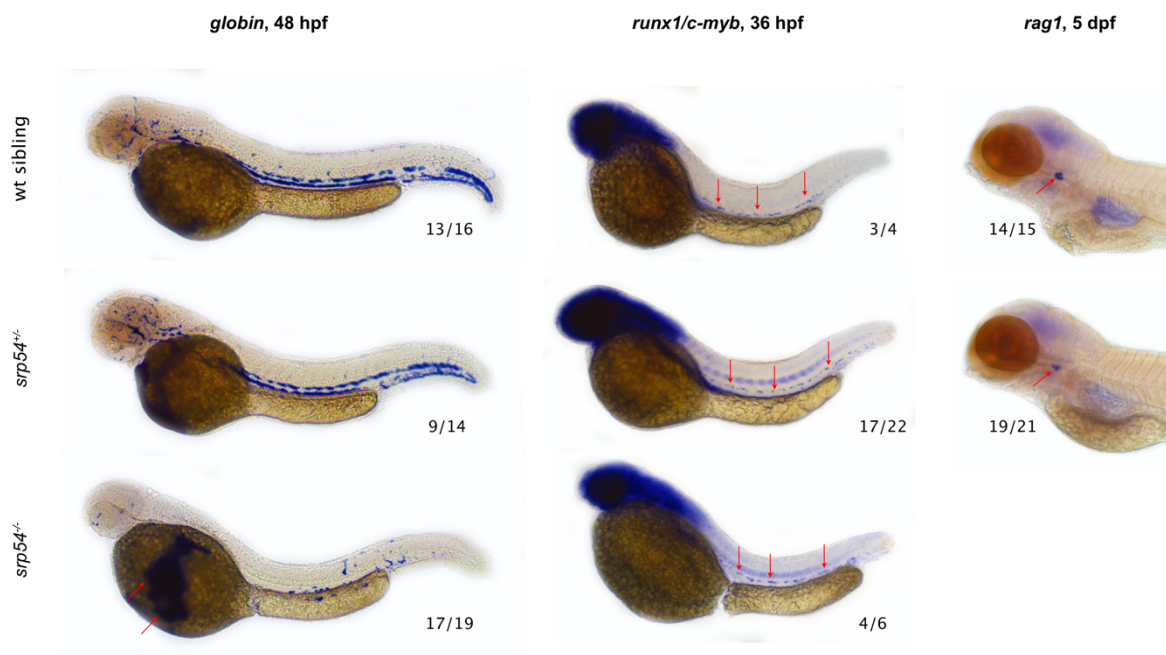 globin, 48 hpf
runx1/c-myb, 36 hpf
rag1, 5 dpf
wt sibling
13/16
3/4
14/15
srp54+/-
9/14
17/22
19/21
srp54-/-
17/19
4/6